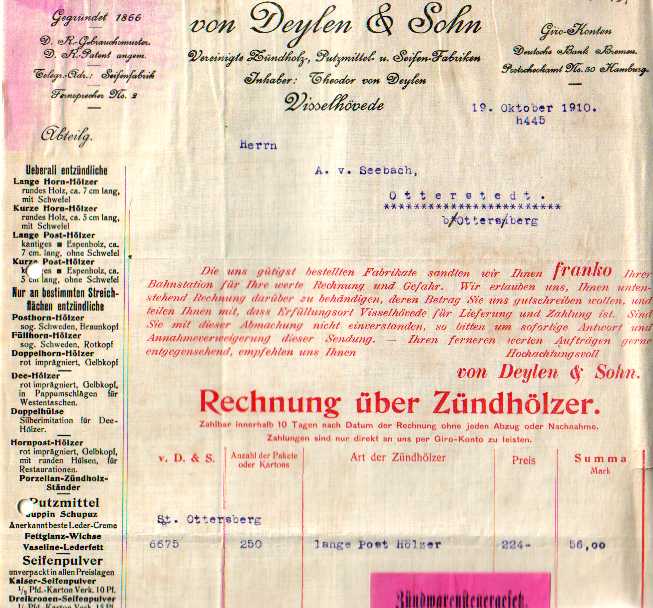 Gegründet 1866
D. R.-Gebrauchsmuster.
D. R.-Patent angem.
Telegr.-Adr.: Seifenfabrik
Fernsprecher No. 2
Abteilg.
von Deylen & Sohn
Vereinigte Zündholz, Putzmittel- u. Seifen-Fabriken
Inhaber: Theodor von Deylen
Visselhövede
Giro-Konten
Deutsche Bank Bremen.
Postscheckamt No. 50 Hamburg.
19. Oktober 1910.
h445
Herrn
A. v. Seebach,
Otterstedt.
********************
b/Ottersberg
Ueberall entzündliche
Lange Horn-Hölzer
rundes Holz, ca. 7 cm lang,
mit Schwefel
Kurze Horn-Hölzer
rundes Holz, ca. 5 cm lang,
mit Schwefel
Lange Post-Hölzer
kantiges ■ Espenholz, ca.
7 cm. lang, ohne Schwefel
Kurze Post-Hölzer
■ Espenholz, ca.
5 cm lang, ohne Schwefel
Nur an bestimmten Streich-
flächen entzündliche
Posthorn-Hölzer
sog. Schweden, Braunkopf
Füllhorn-Hölzer
sog. Schweden, Rotkopf
Doppelhorn-Hölzer
rot imprägniert, Gelbkopf
Dee-Hölzer
rot imprägniert, Gelbkopf,
in Pappumschlägen für
Westentaschen.
Doppelhülse
Silberimitation für Dee-
Hölzer.
Hornpost-Hölzer
rot imprägniert, Gelbkopf,
mit runden Hülsen, für
Restaurationen.
Porzellan-Zündholz-
Ständer
Putzmittel
Juppin Schupuz
Anerkannt beste Leder-Creme
Fettglanz-Wichse
Vaseline-Lederfett
Seifenpulver
unverpackt in allen Preislagen
Kaiser-Seifenpulver
1/2 Pfd.-Karton Verk. 10 Pf.
Dreikronen-Seifenpulver
Die uns gütigst bestellten Fabrikate sandten wir Ihnen franko Ihrer
Bahnstation für Ihre werte Rechnung und Gefahr. Wir erlauben uns, Ihnen unten-
stehend Rechnung darüber zu behändigen, deren Betrag Sie uns gutschreiben wollen, und
teilen Ihnen mit, dass Erfüllungsort Visselhövede für Lieferung und Zahlung ist. Sind
Sie mit dieser Abmachung nicht einverstanden, so bitten um sofortige Antwort und
Annahmeverweigerung dieser Sendung. — Ihren ferneren werten Aufträgen gerne
entgegensehend, empfehlen uns Ihnen Hochachtungsvoll
von Deylen & Sohn.
Rechnung über Zündhölzer.
Zahlbar innerhalb 10 Tagen nach Datum der Rechnung ohne jeden Abzug oder Nachnahme.
Zahlungen sind nur direkt an uns per Giro-Konto zu leisten.
v. D. & S. Anzahl der Pakete oder Kartons Art der Zündhölzer Preis Summa Mark
St. Ottersberg
6675 250 lange Post Hölzer 224- 56,00
Zündwarensteuergesetz.